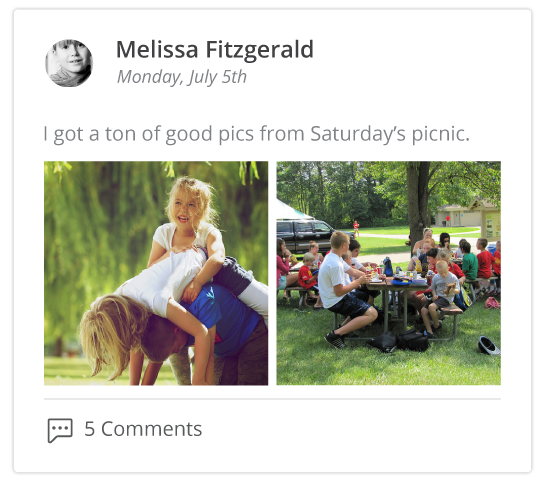 Melissa Fitzgerald
Monday, July 5th
I got a ton of good pics from Saturday’s picnic.
5 Comments